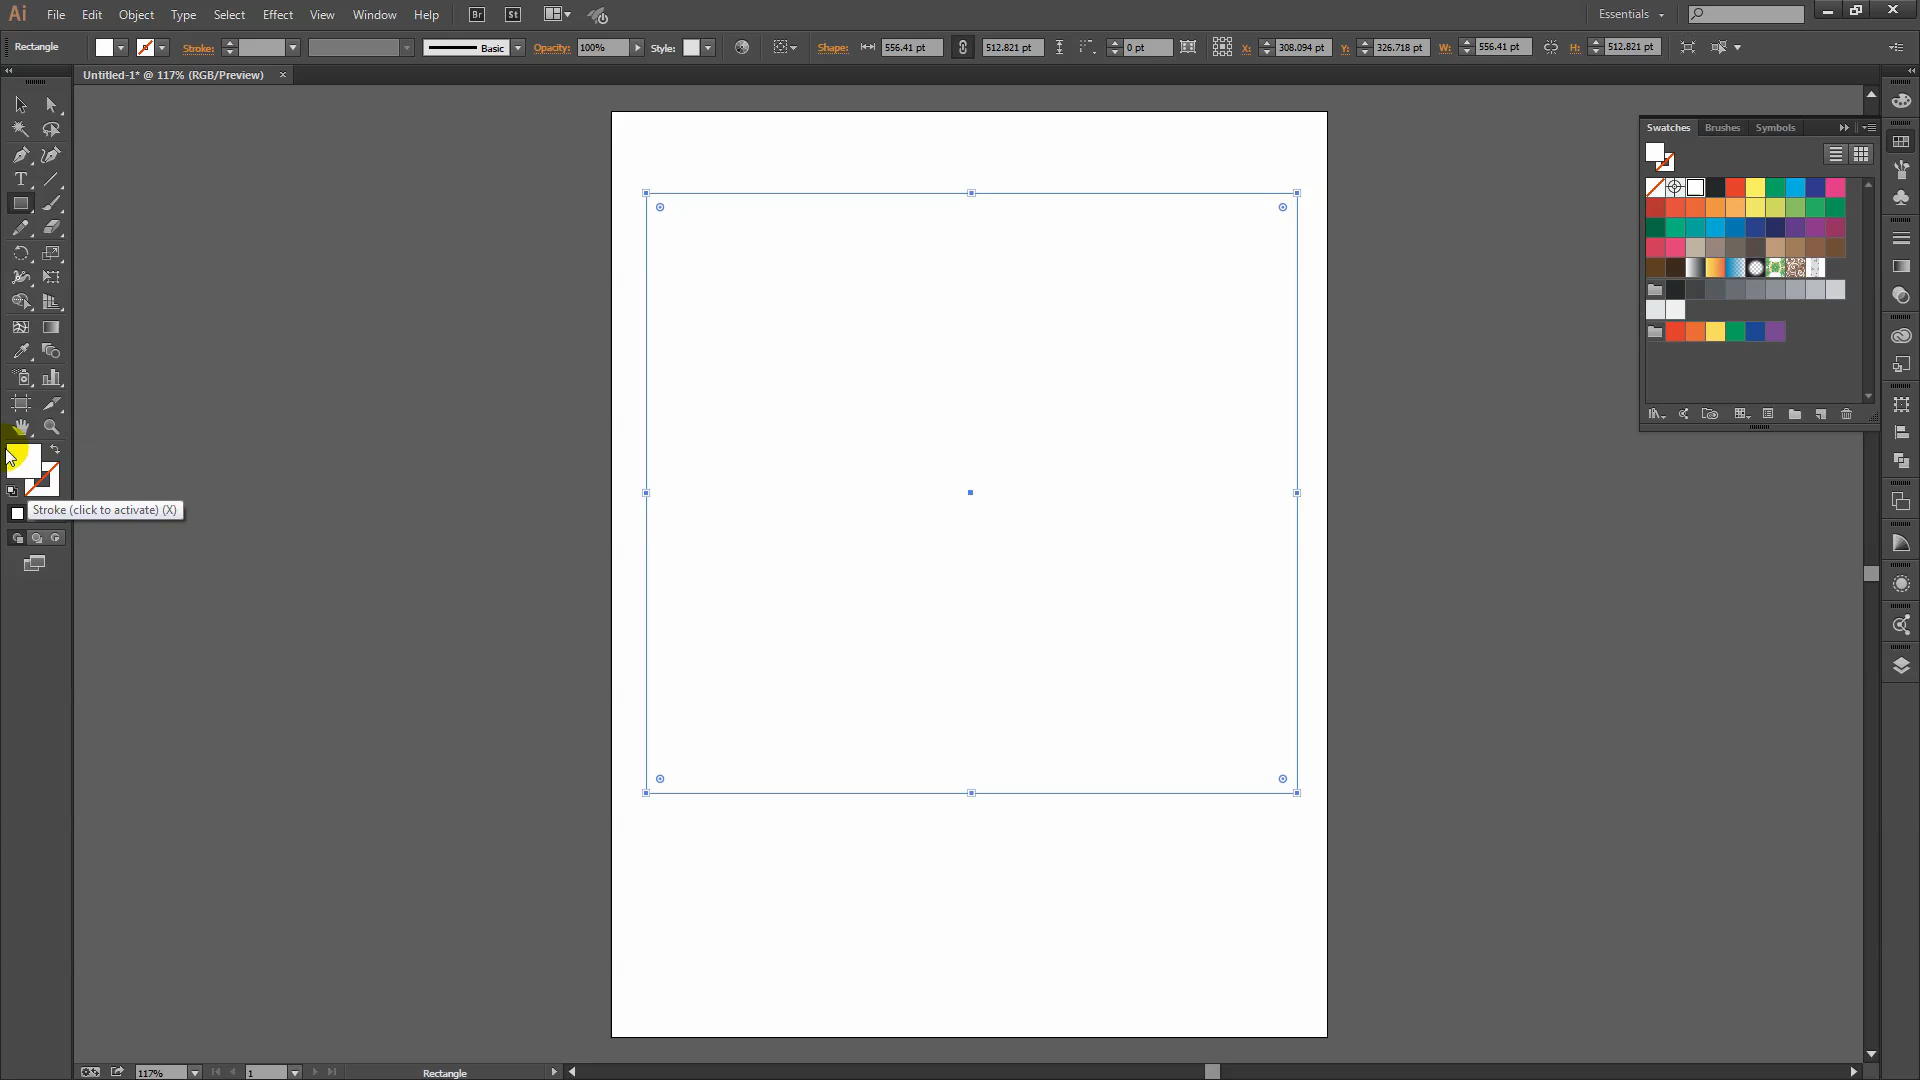 Ai File Edit Object Type Select Effect View Window Help Br St Essentials
Rectangle Stroke: Basic Opacity: 100% Style: Shape: 556.41 pt 512.821 pt 0 pt X: 308.094 pt Y: 326.718 pt W: 556.41 pt H: 512.821 pt
Untitled-1* @ 117% (RGB/Preview)
Swatches Brushes Symbols
T
Stroke (click to activate) (X)
117% 1 Rectangle